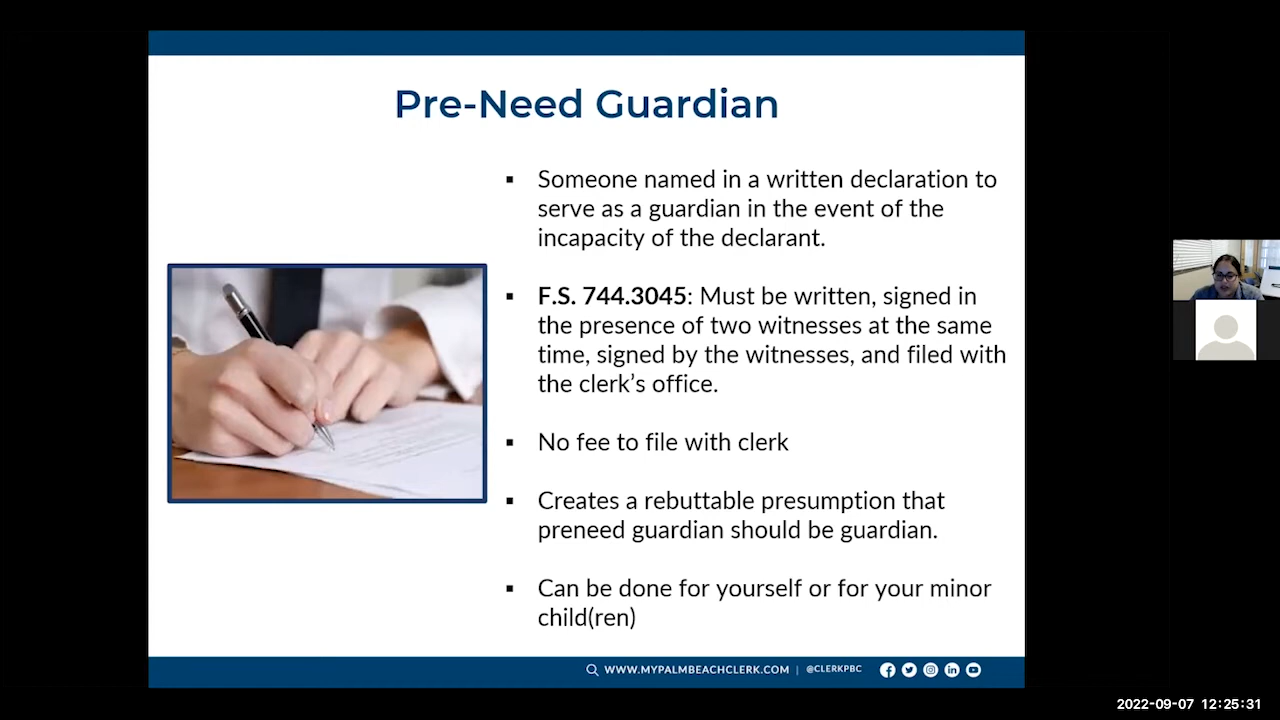 Pre-Need Guardian
▪ Someone named in a written declaration to
serve as a guardian in the event of the
incapacity of the declarant.
▪ F.S. 744.3045: Must be written, signed in
the presence of two witnesses at the same
time, signed by the witnesses, and filed with
the clerk’s office.
▪ No fee to file with clerk
▪ Creates a rebuttable presumption that
preneed guardian should be guardian.
▪ Can be done for yourself or for your minor
child(ren)
WWW.MYPALMBEACHCLERK.COM | @CLERKPBC
2022-09-07 12:25:31